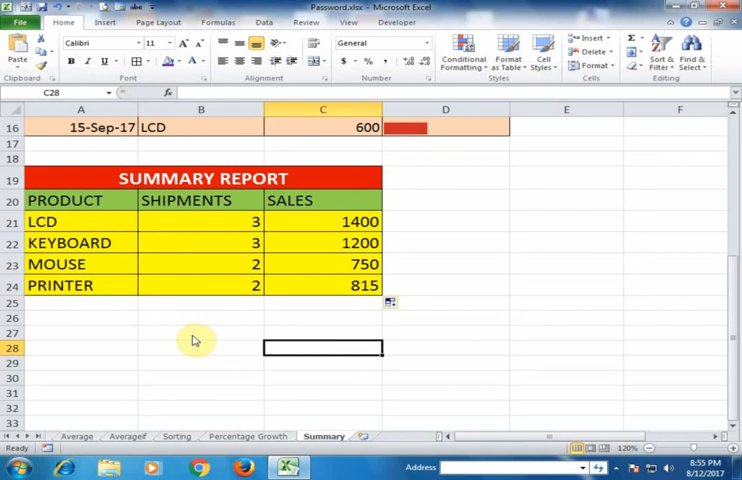 Password.xlsx - Microsoft Excel
File Home Insert Page Layout Formulas Data Review View Developer
Paste
Calibri 11 A A General
B I U A $ % ,
Conditional Formatting Format as Table Cell Styles
Insert
Delete
Format
Σ Sort & Filter Find & Select
Clipboard Font Alignment Number Styles Cells Editing
C28 fx
A B C D E F
16 15-Sep-17 LCD 600
17
18
19 SUMMARY REPORT
20 PRODUCT SHIPMENTS SALES
21 LCD 3 1400
22 KEYBOARD 3 1200
23 MOUSE 2 750
24 PRINTER 2 815
25
26
27
28
29
30
31
32
33
Average Averageif Sorting Percentage Growth Summary
Ready 120%
Address 8:55 PM
8/12/2017